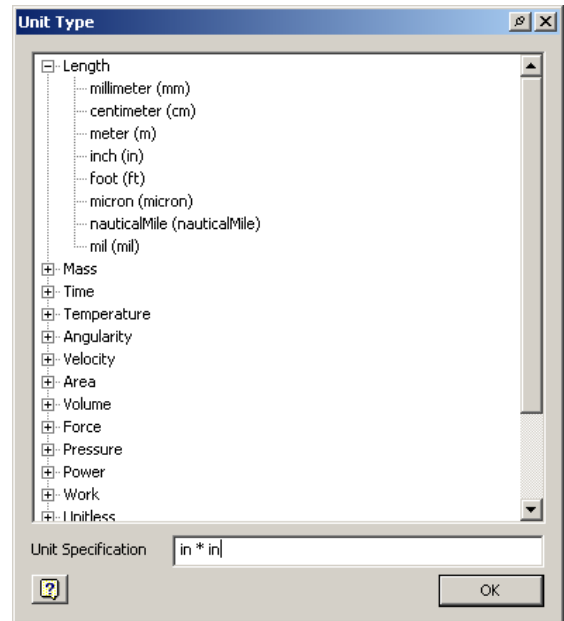 Unit Type
Length
millimeter (mm)
centimeter (cm)
meter (m)
inch (in)
foot (ft)
micron (micron)
nauticalMile (nauticalMile)
mil (mil)
Mass
Time
Temperature
Angularity
Velocity
Area
Volume
Force
Pressure
Power
Work
Unitless
Unit Specification in * in
OK